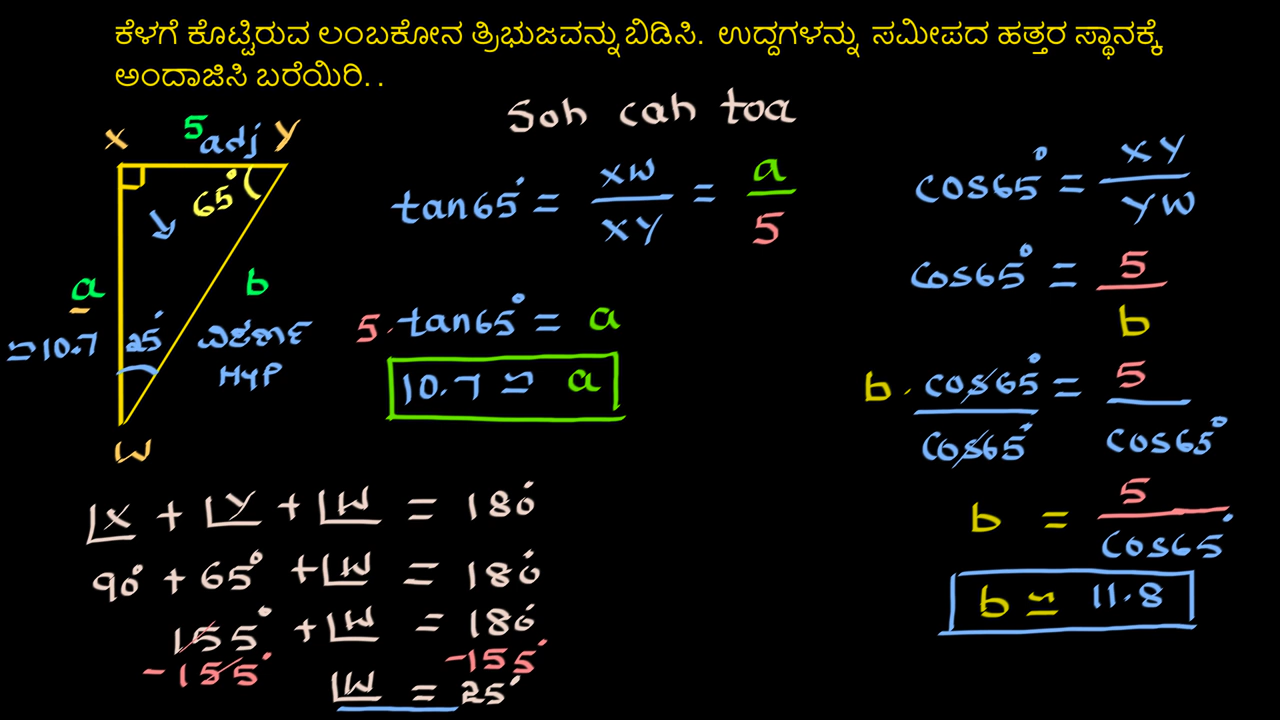 ಕೆಳಗೆ ಕೊಟ್ಟಿರುವ ಲಂಬಕೋನ ತ್ರಿಭುಜವನ್ನು ಬಿಡಿಸಿ. ಉದ್ದಗಳನ್ನು ಸಮೀಪದ ಹತ್ತರ ಸ್ಥಾನಕ್ಕೆ
ಅಂದಾಜಿಸಿ ಬರೆಯಿರಿ. .
Soh cah toa
X 5 adj Y
65°
a
≃10.7
25°
b
ವಿಕರ್ಣ
HYP
W
tan65° = XW/XY = a/5
5.tan65° = a
10.7 ≃ a
cos65° = XY/YW
cos65° = 5/b
b . cos65°/cos65° = 5/cos65°
b = 5/cos65°
b ≃ 11.8
∠X + ∠Y + ∠W = 180°
90° + 65° + ∠W = 180°
155° + ∠W = 180°
-155° -155°
∠W = 25°